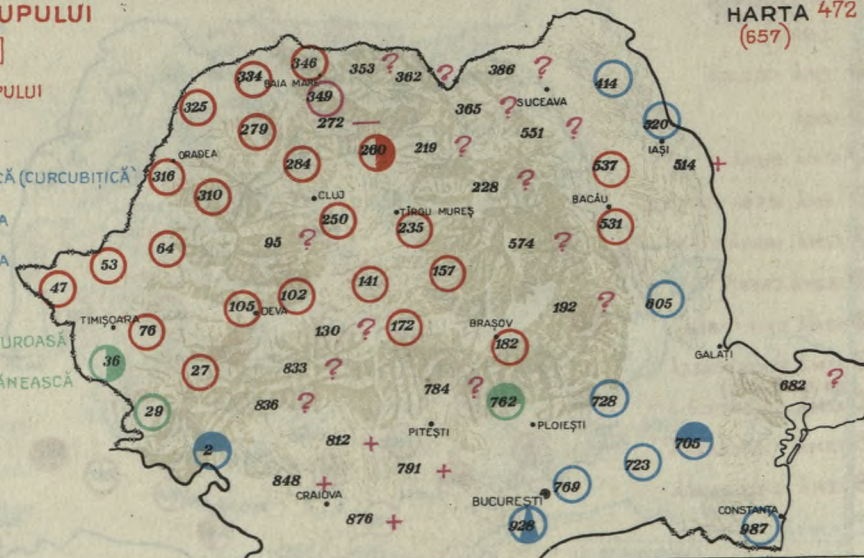 UPULUI
HARTA 472
(657)
]
PULUI
CĂ (CURCUBIȚICĂ
A
A
UROASĂ
ÂNEASCĂ
346
353 ?
362 ?
386 ?
334
BAIA MARE
414
349
325
365 ?
SUCEAVA
279
272 —
551 ?
520
IAȘI
260
219 ?
ORADEA
284
537
514 +
316
228 ?
310
CLUJ
BACĂU
250
TÎRGU MUREȘ
235
531
95 ?
574 ?
64
53
157
47
141
102
105
DEVA
192 ?
605
TIMIȘOARA
76
130 ?
172
BRAȘOV
182
GALAȚI
36
27
833 ?
784 ?
682 ?
29
836 ?
762
728
PITEȘTI
PLOIEȘTI
2
812 +
705
791 +
723
848 +
769
CRAIOVA
BUCUREȘTI
876 +
928
CONSTANȚA
987